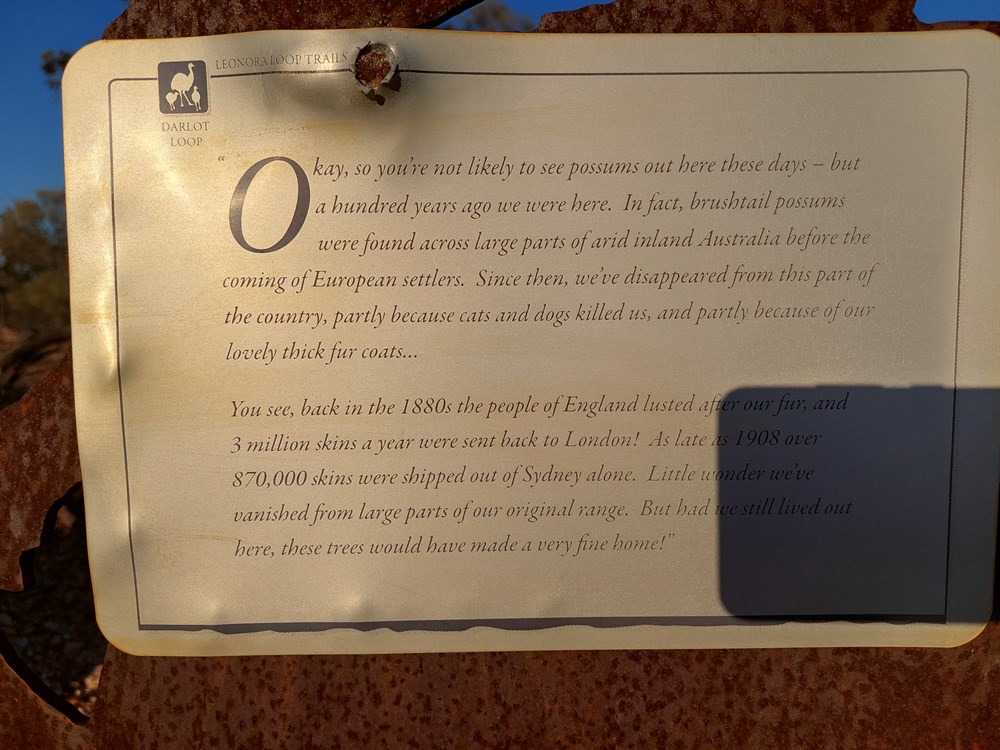 LEONORA LOOP TRAILS
DARLOT
LOOP
"Okay, so you're not likely to see possums out here these days – but
a hundred years ago we were here. In fact, brushtail possums
were found across large parts of arid inland Australia before the
coming of European settlers. Since then, we've disappeared from this part of
the country, partly because cats and dogs killed us, and partly because of our
lovely thick fur coats...
You see, back in the 1880s the people of England lusted after our fur, and
3 million skins a year were sent back to London! As late as 1908 over
870,000 skins were shipped out of Sydney alone. Little wonder we've
vanished from large parts of our original range. But had we still lived out
here, these trees would have made a very fine home!"